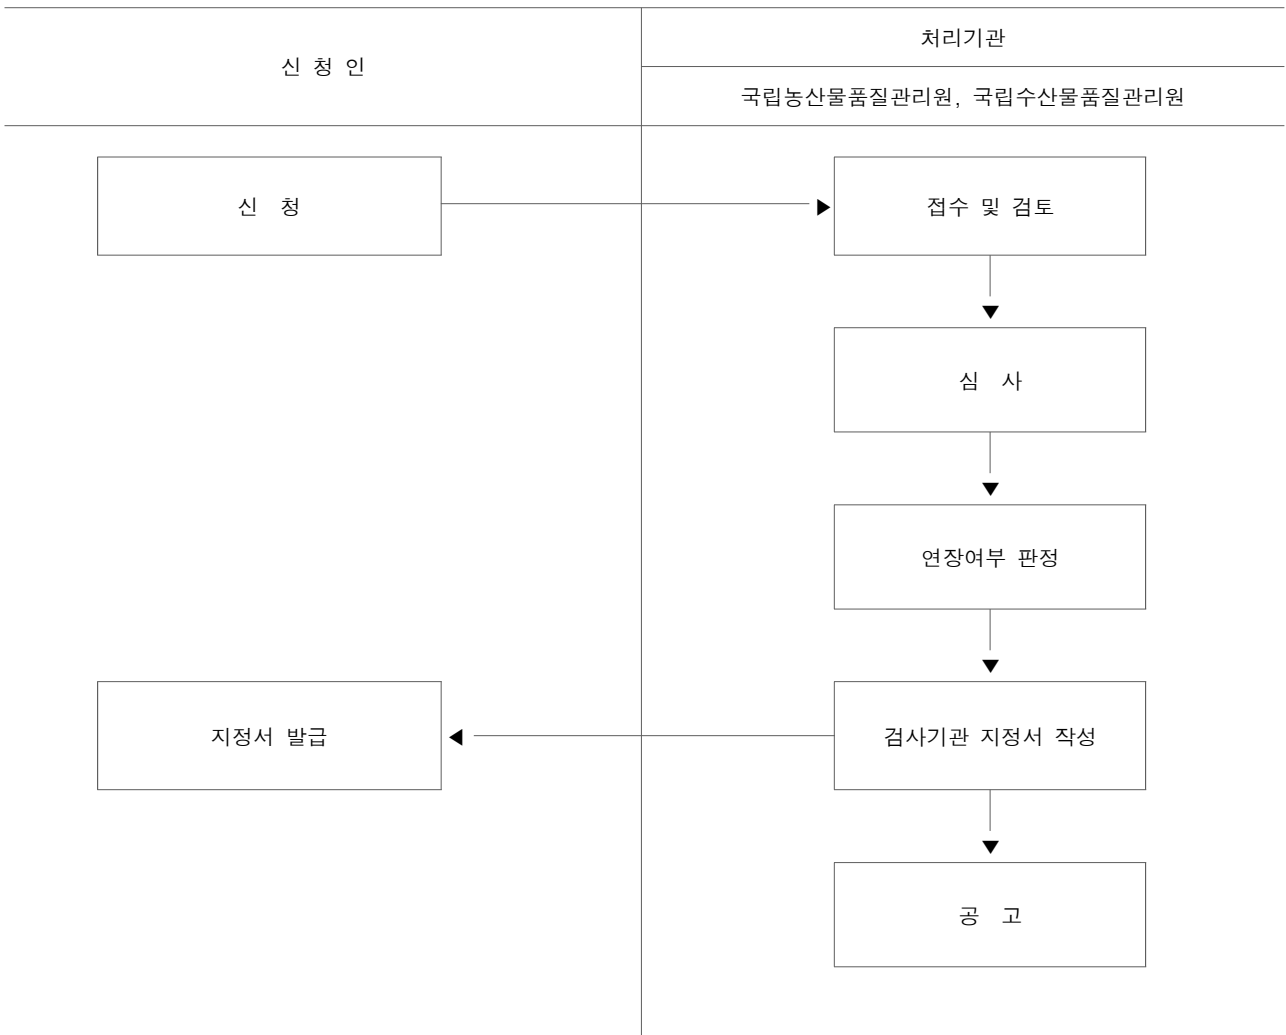 신 청 인
처리기관
국립농산물품질관리원, 국립수산물품질관리원
신 청
접수 및 검토
심 사
연장여부 판정
지정서 발급
검사기관 지정서 작성
공 고